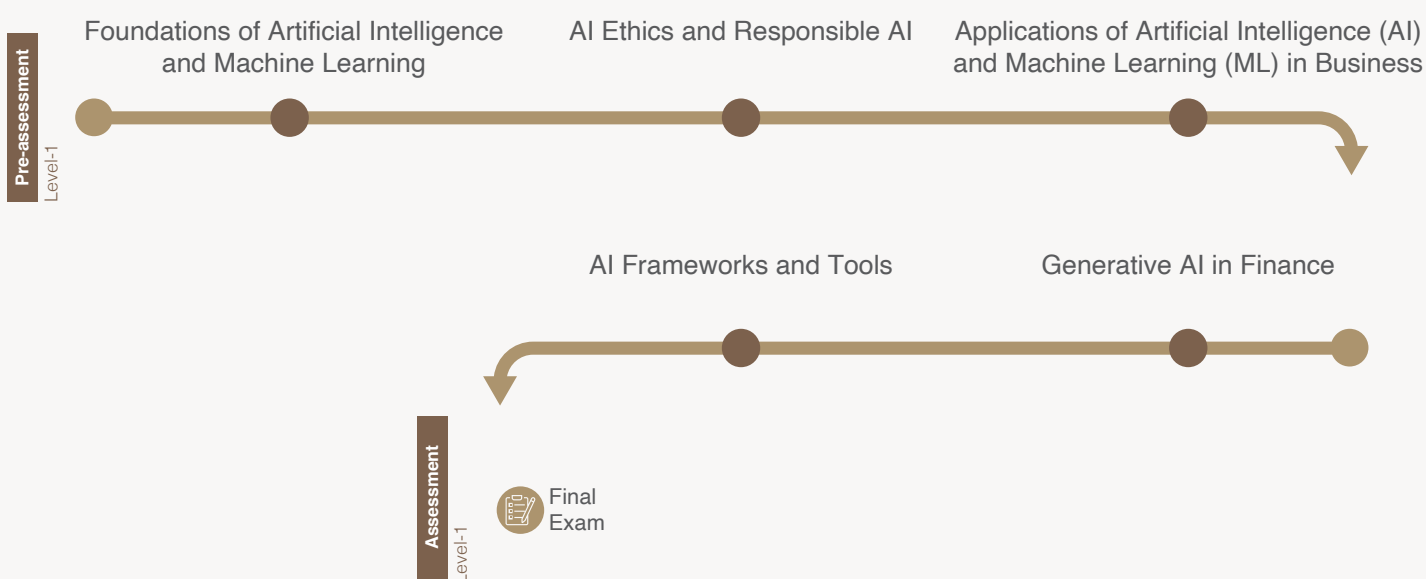 Pre-assessment
Level-1
Foundations of Artificial Intelligence
and Machine Learning
AI Ethics and Responsible AI
Applications of Artificial Intelligence (AI)
and Machine Learning (ML) in Business
Generative AI in Finance
AI Frameworks and Tools
Assessment
Level-1
Final
Exam